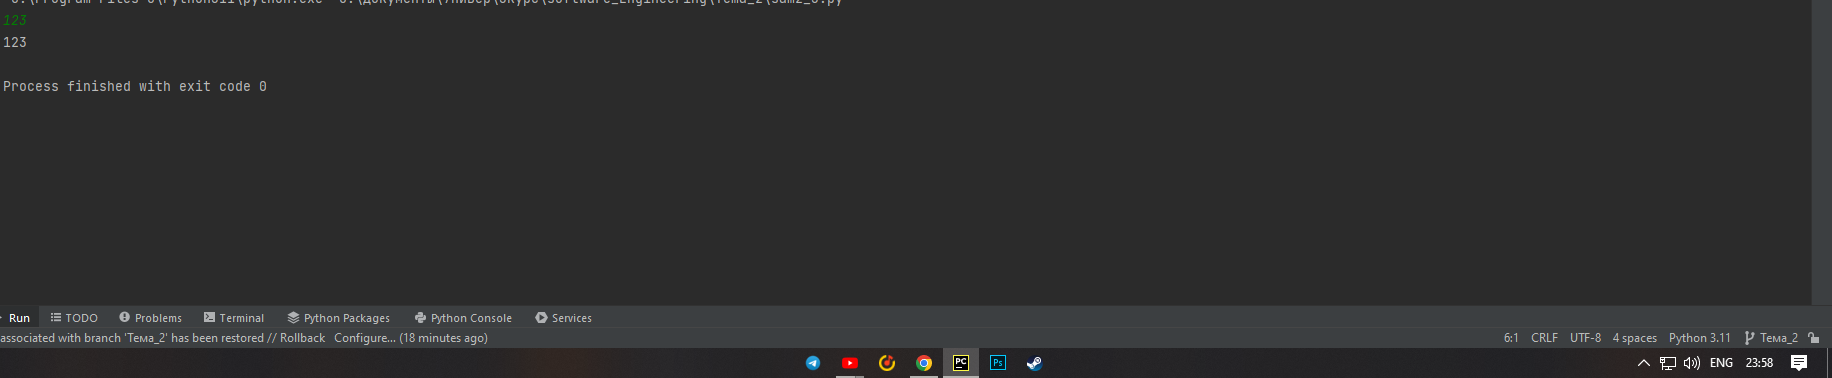 123
123
Process finished with exit code 0
Run TODO Problems Terminal Python Packages Python Console Services
associated with branch 'Тема_2' has been restored // Rollback Configure... (18 minutes ago) 6:1 CRLF UTF-8 4 spaces Python 3.11 Тема_2
PC Ps ENG 23:58